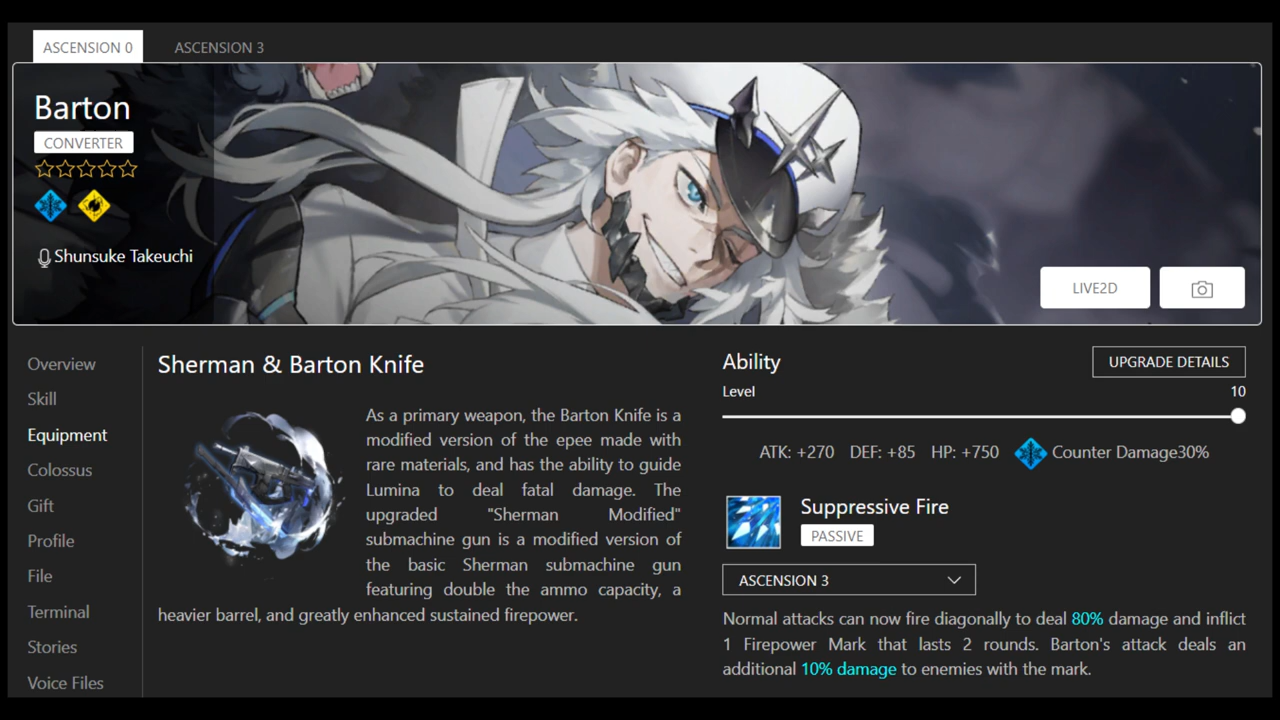 ASCENSION 0
ASCENSION 3
Barton
CONVERTER
Shunsuke Takeuchi
LIVE2D
Overview
Skill
Equipment
Colossus
Gift
Profile
File
Terminal
Stories
Voice Files
Sherman & Barton Knife
As a primary weapon, the Barton Knife is a
modified version of the epee made with
rare materials, and has the ability to guide
Lumina to deal fatal damage. The
upgraded "Sherman Modified"
submachine gun is a modified version of
the basic Sherman submachine gun
featuring double the ammo capacity, a
heavier barrel, and greatly enhanced sustained firepower.
Ability
UPGRADE DETAILS
Level
10
ATK: +270 DEF: +85 HP: +750 Counter Damage30%
Suppressive Fire
PASSIVE
ASCENSION 3
Normal attacks can now fire diagonally to deal 80% damage and inflict
1 Firepower Mark that lasts 2 rounds. Barton's attack deals an
additional 10% damage to enemies with the mark.